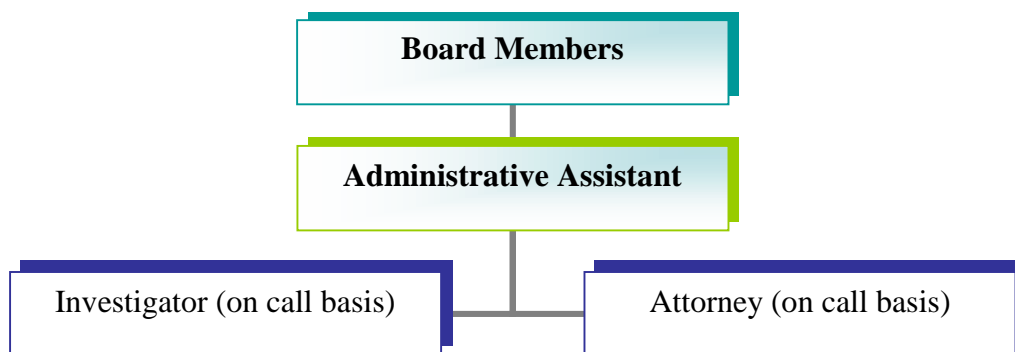 Board Members
Administrative Assistant
Investigator (on call basis)
Attorney (on call basis)